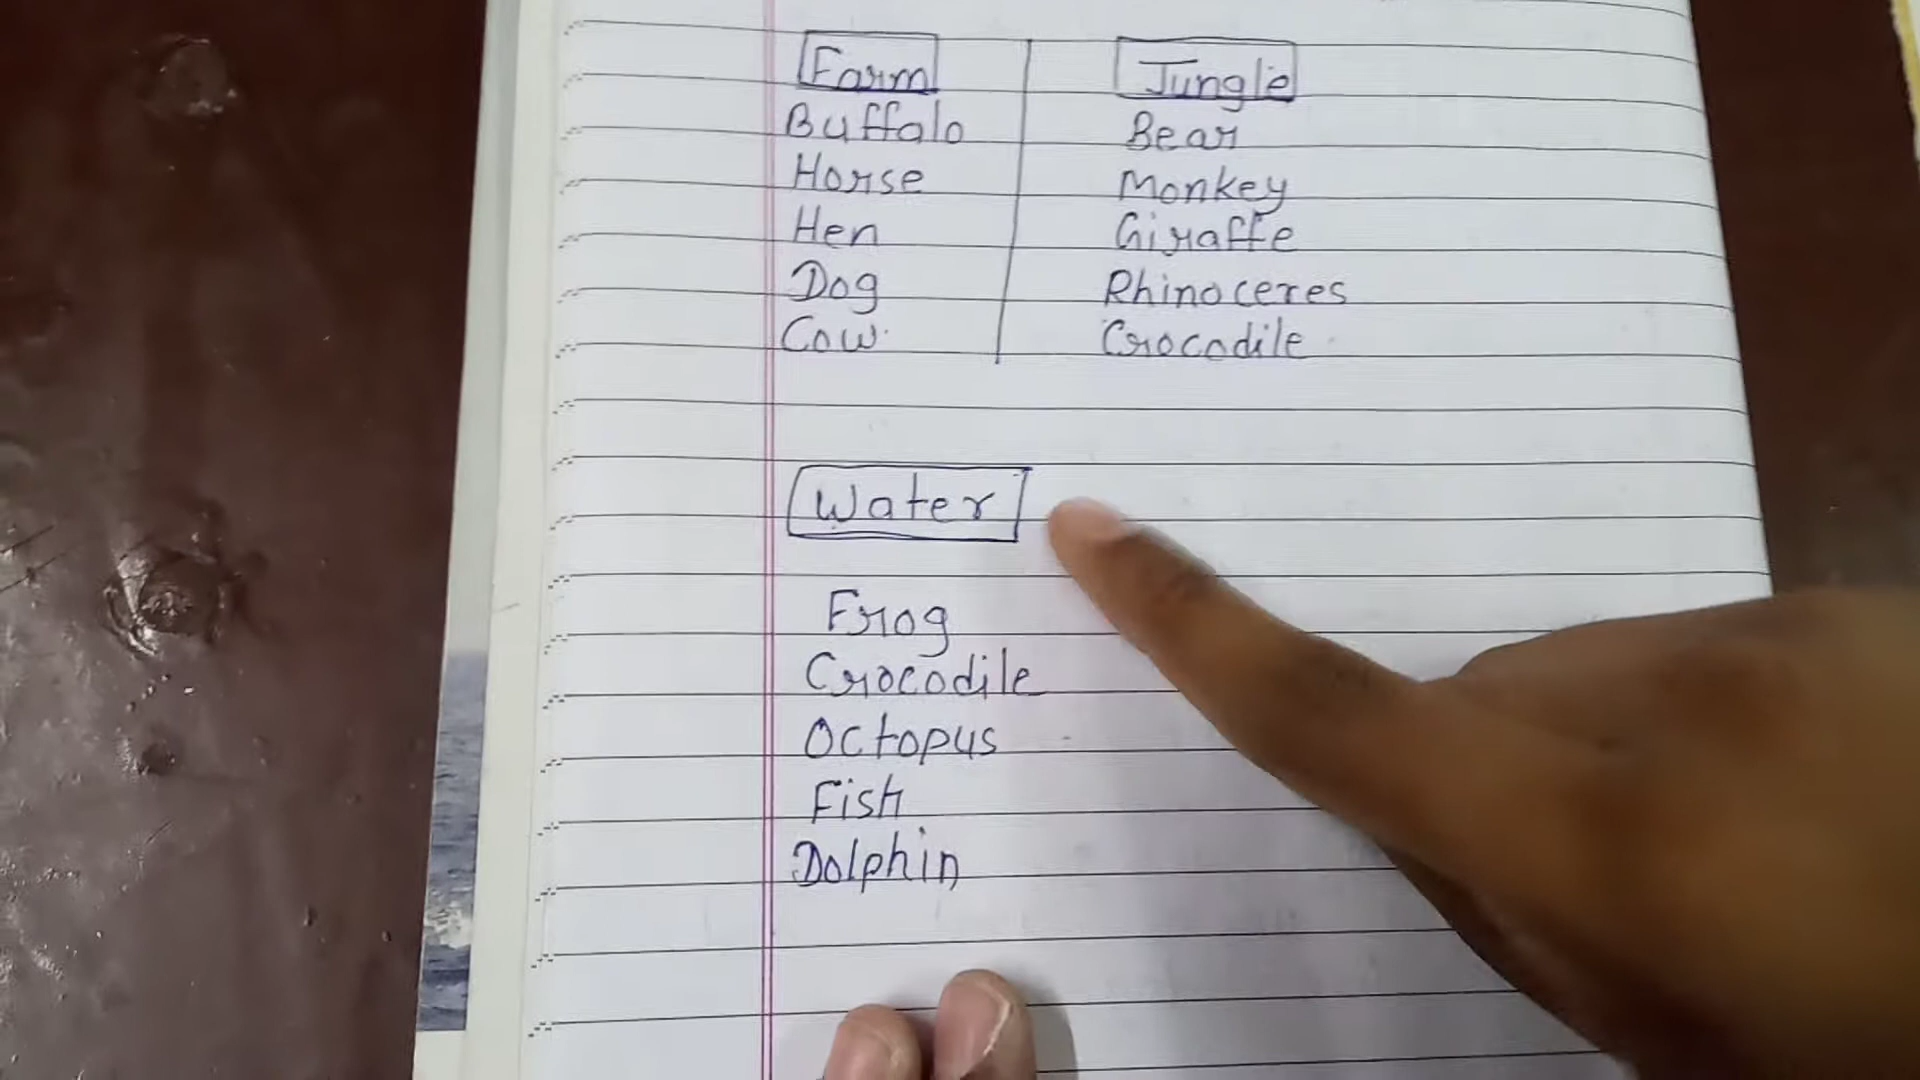 Farm Jungle
Buffalo Bear
Horse Monkey
Hen Giraffe
Dog Rhinoceres
Cow Crocodile
Water
Frog
Crocodile
Octopus
Fish
Dolphin